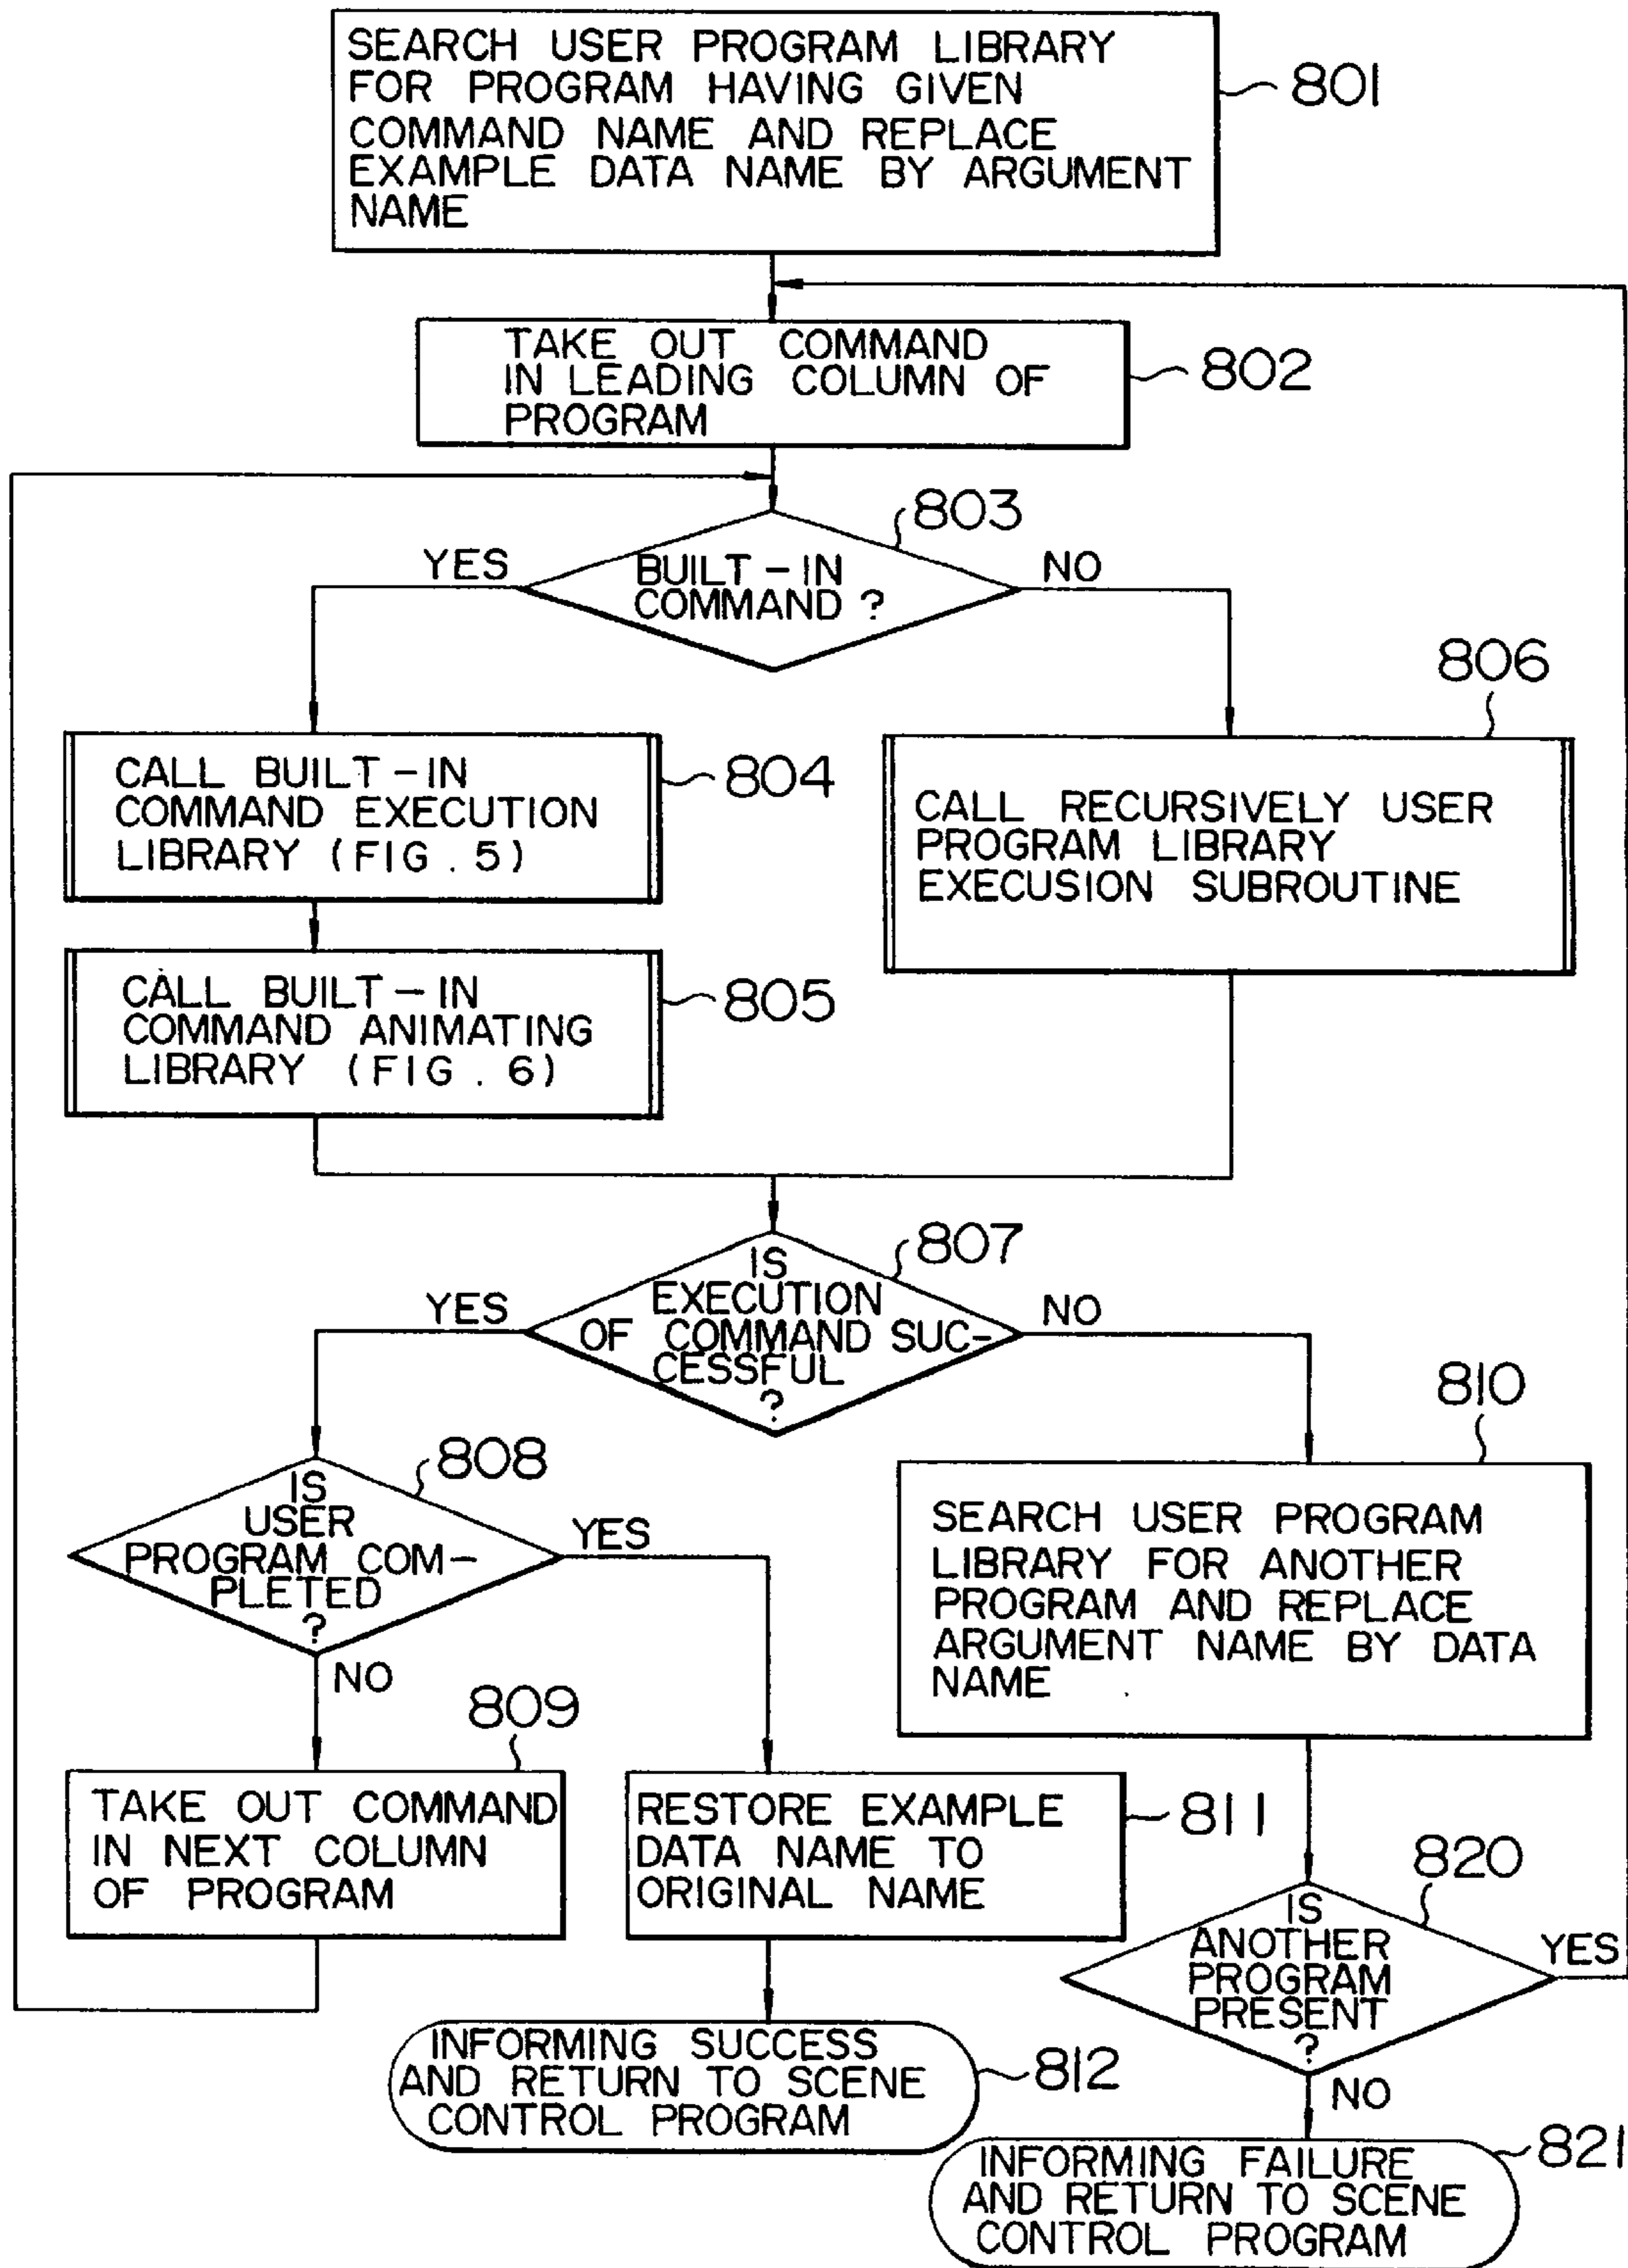 SEARCH USER PROGRAM LIBRARY
FOR PROGRAM HAVING GIVEN
COMMAND NAME AND REPLACE
EXAMPLE DATA NAME BY ARGUMENT
NAME
801
TAKE OUT COMMAND
IN LEADING COLUMN OF
PROGRAM
802
803
YES
BUILT-IN
COMMAND ?
NO
806
CALL BUILT-IN
COMMAND EXECUTION
LIBRARY (FIG. 5)
804
CALL RECURSIVELY USER
PROGRAM LIBRARY
EXECUSION SUBROUTINE
CALL BUILT-IN
COMMAND ANIMATING
LIBRARY (FIG. 6)
805
807
YES
IS
EXECUTION
OF COMMAND SUC-
CESSFUL
?
NO
810
808
IS
USER
PROGRAM COM-
PLETED
?
YES
NO
SEARCH USER PROGRAM
LIBRARY FOR ANOTHER
PROGRAM AND REPLACE
ARGUMENT NAME BY DATA
NAME
809
TAKE OUT COMMAND
IN NEXT COLUMN
OF PROGRAM
RESTORE EXAMPLE
DATA NAME TO
ORIGINAL NAME
811
820
IS
ANOTHER
PROGRAM
PRESENT
?
YES
NO
INFORMING SUCCESS
AND RETURN TO SCENE
CONTROL PROGRAM
812
INFORMING FAILURE
AND RETURN TO SCENE
CONTROL PROGRAM
821